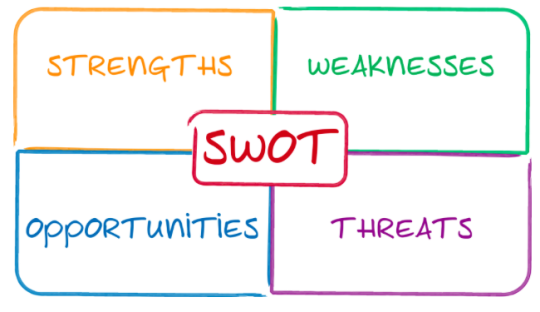 STRENGTHS
WEAKNESSES
SWOT
OPPORTUNITIES
THREATS